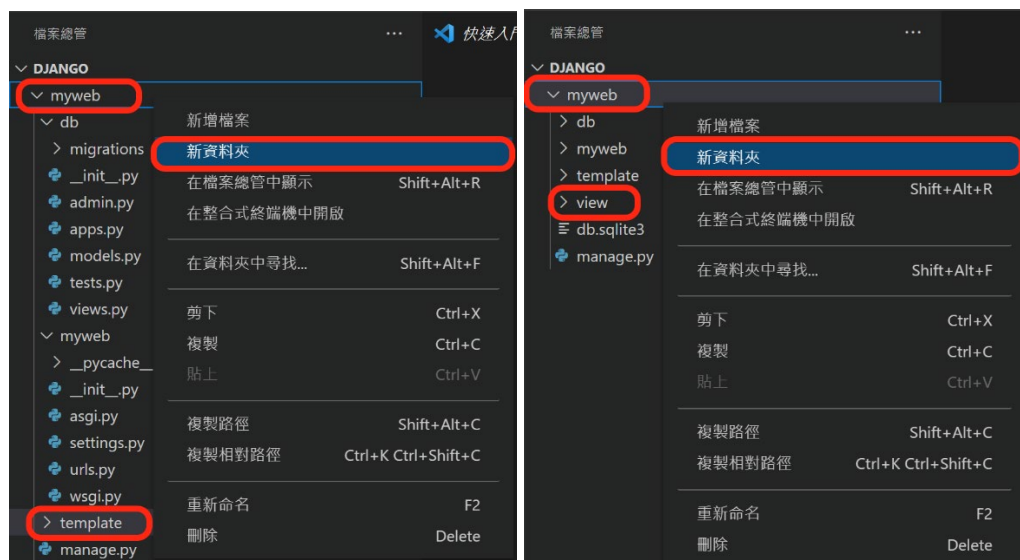 檔案總管 ...
快速入門
DJANGO
myweb
db
migrations
__init__.py
admin.py
apps.py
models.py
tests.py
views.py
myweb
__pycache__
__init__.py
asgi.py
settings.py
urls.py
wsgi.py
template
manage.py
新增檔案
新資料夾
在檔案總管中顯示 Shift+Alt+R
在整合式終端機中開啟
在資料夾中尋找... Shift+Alt+F
剪下 Ctrl+X
複製 Ctrl+C
貼上 Ctrl+V
複製路徑 Shift+Alt+C
複製相對路徑 Ctrl+K Ctrl+Shift+C
重新命名 F2
刪除 Delete
檔案總管 ...
DJANGO
myweb
db
myweb
template
view
db.sqlite3
manage.py
新增檔案
新資料夾
在檔案總管中顯示 Shift+Alt+R
在整合式終端機中開啟
在資料夾中尋找... Shift+Alt+F
剪下 Ctrl+X
複製 Ctrl+C
貼上 Ctrl+V
複製路徑 Shift+Alt+C
複製相對路徑 Ctrl+K Ctrl+Shift+C
重新命名 F2
刪除 Delete